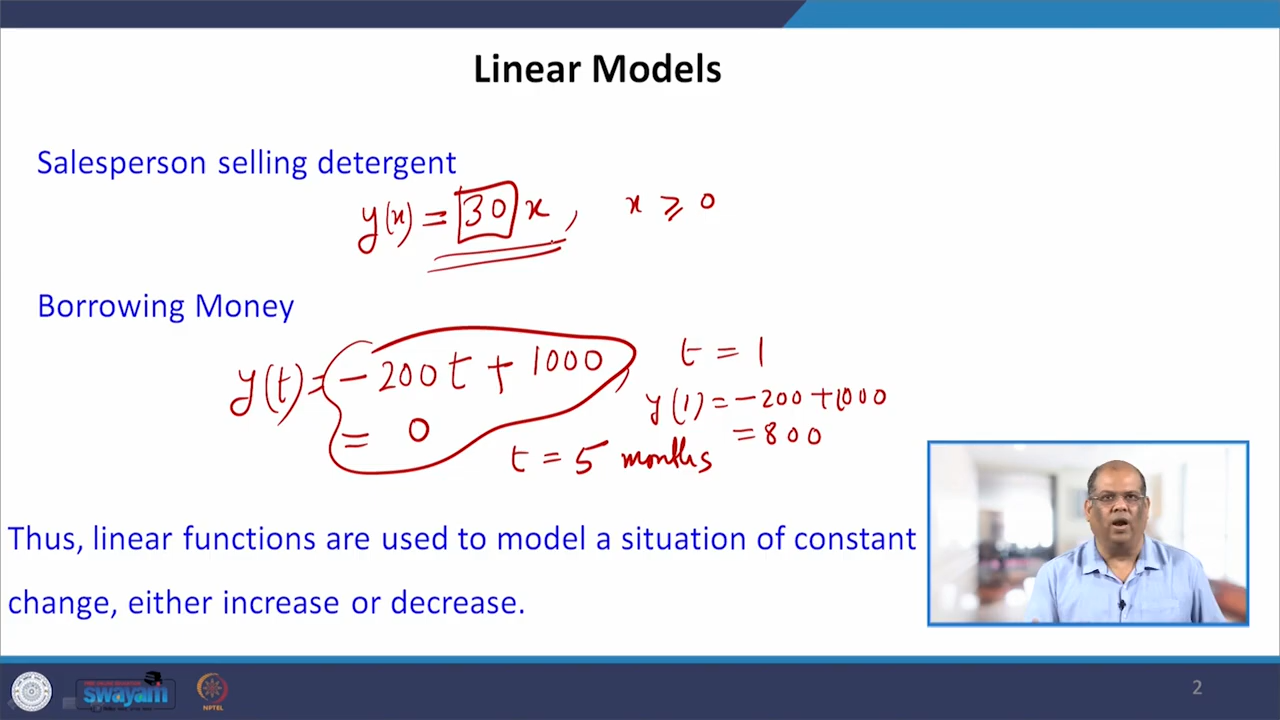 Linear Models
Salesperson selling detergent
y(x) = 30 x , x ≥ 0
Borrowing Money
y(t) = - 200 t + 1000
= 0
t = 5 months
t = 1
y(1) = - 200 + 1000
= 800
Thus, linear functions are used to model a situation of constant
change, either increase or decrease.
swayam
NPTEL
2